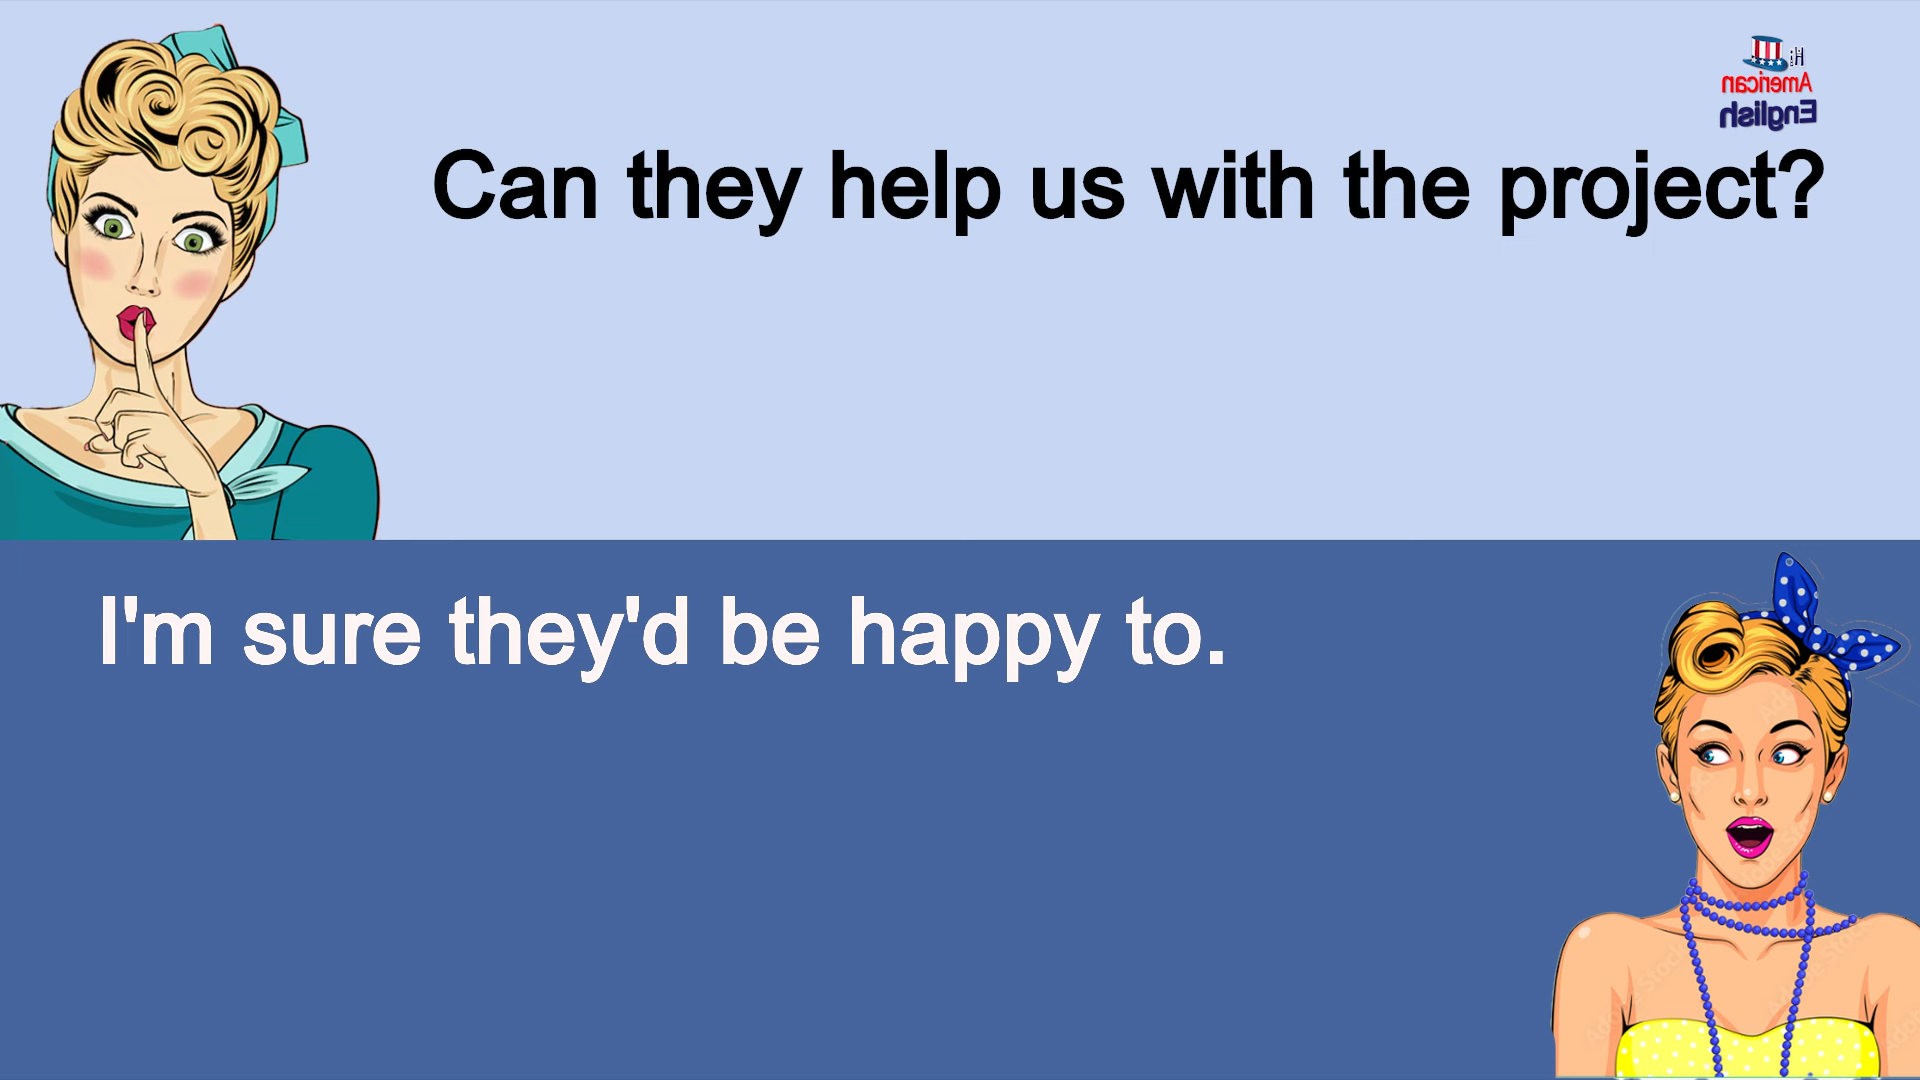 Hi
American
English
Can they help us with the project?
I'm sure they'd be happy to.